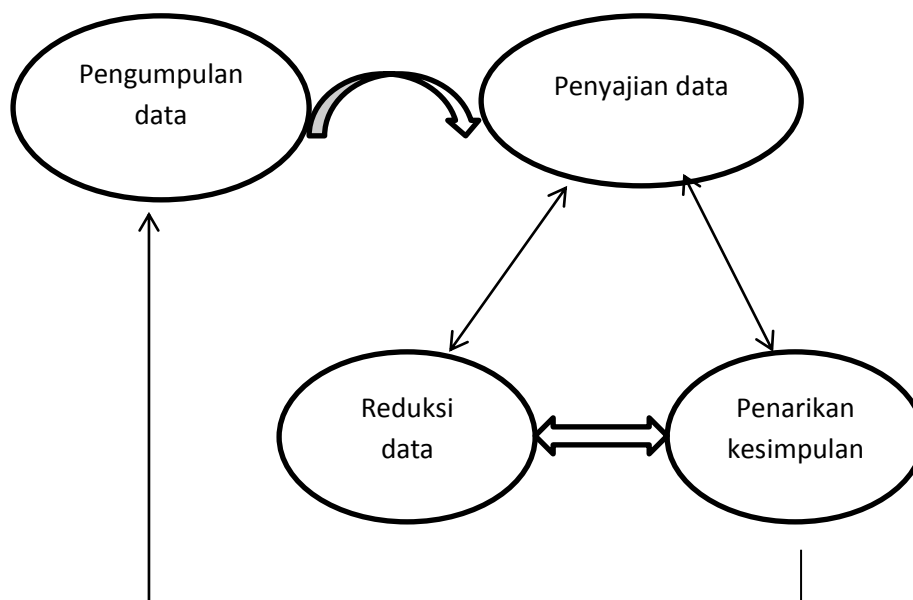 Pengumpulan
data
Penyajian data
Reduksi
data
Penarikan
kesimpulan